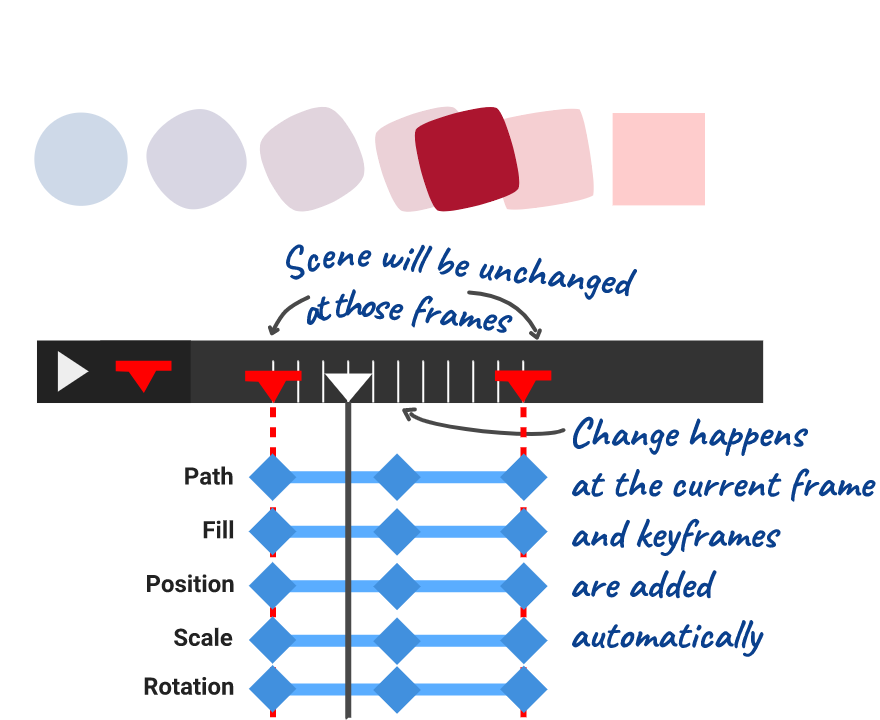 Scene will be unchanged
at those frames
Change happens
at the current frame
and keyframes
are added
automatically
Path
Fill
Position
Scale
Rotation